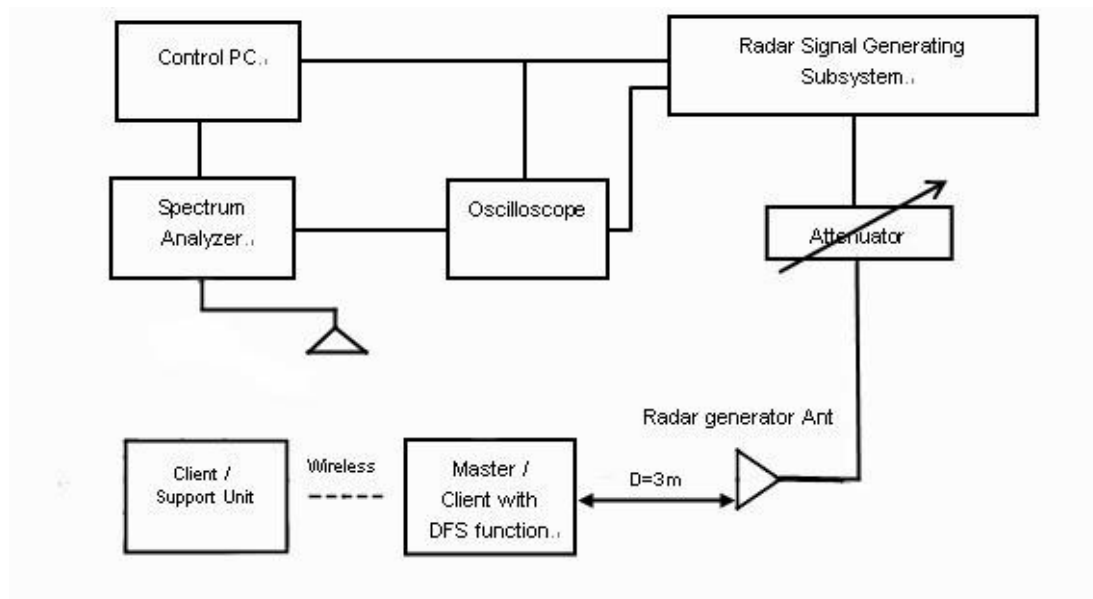 Control PC.
Radar Signal Generating
Subsystem.
Spectrum
Analyzer.
Oscilloscope
Attenuator
Radar generator Ant
Client /
Support Unit
Wireless
Master /
Client with
DFS function.
D=3m